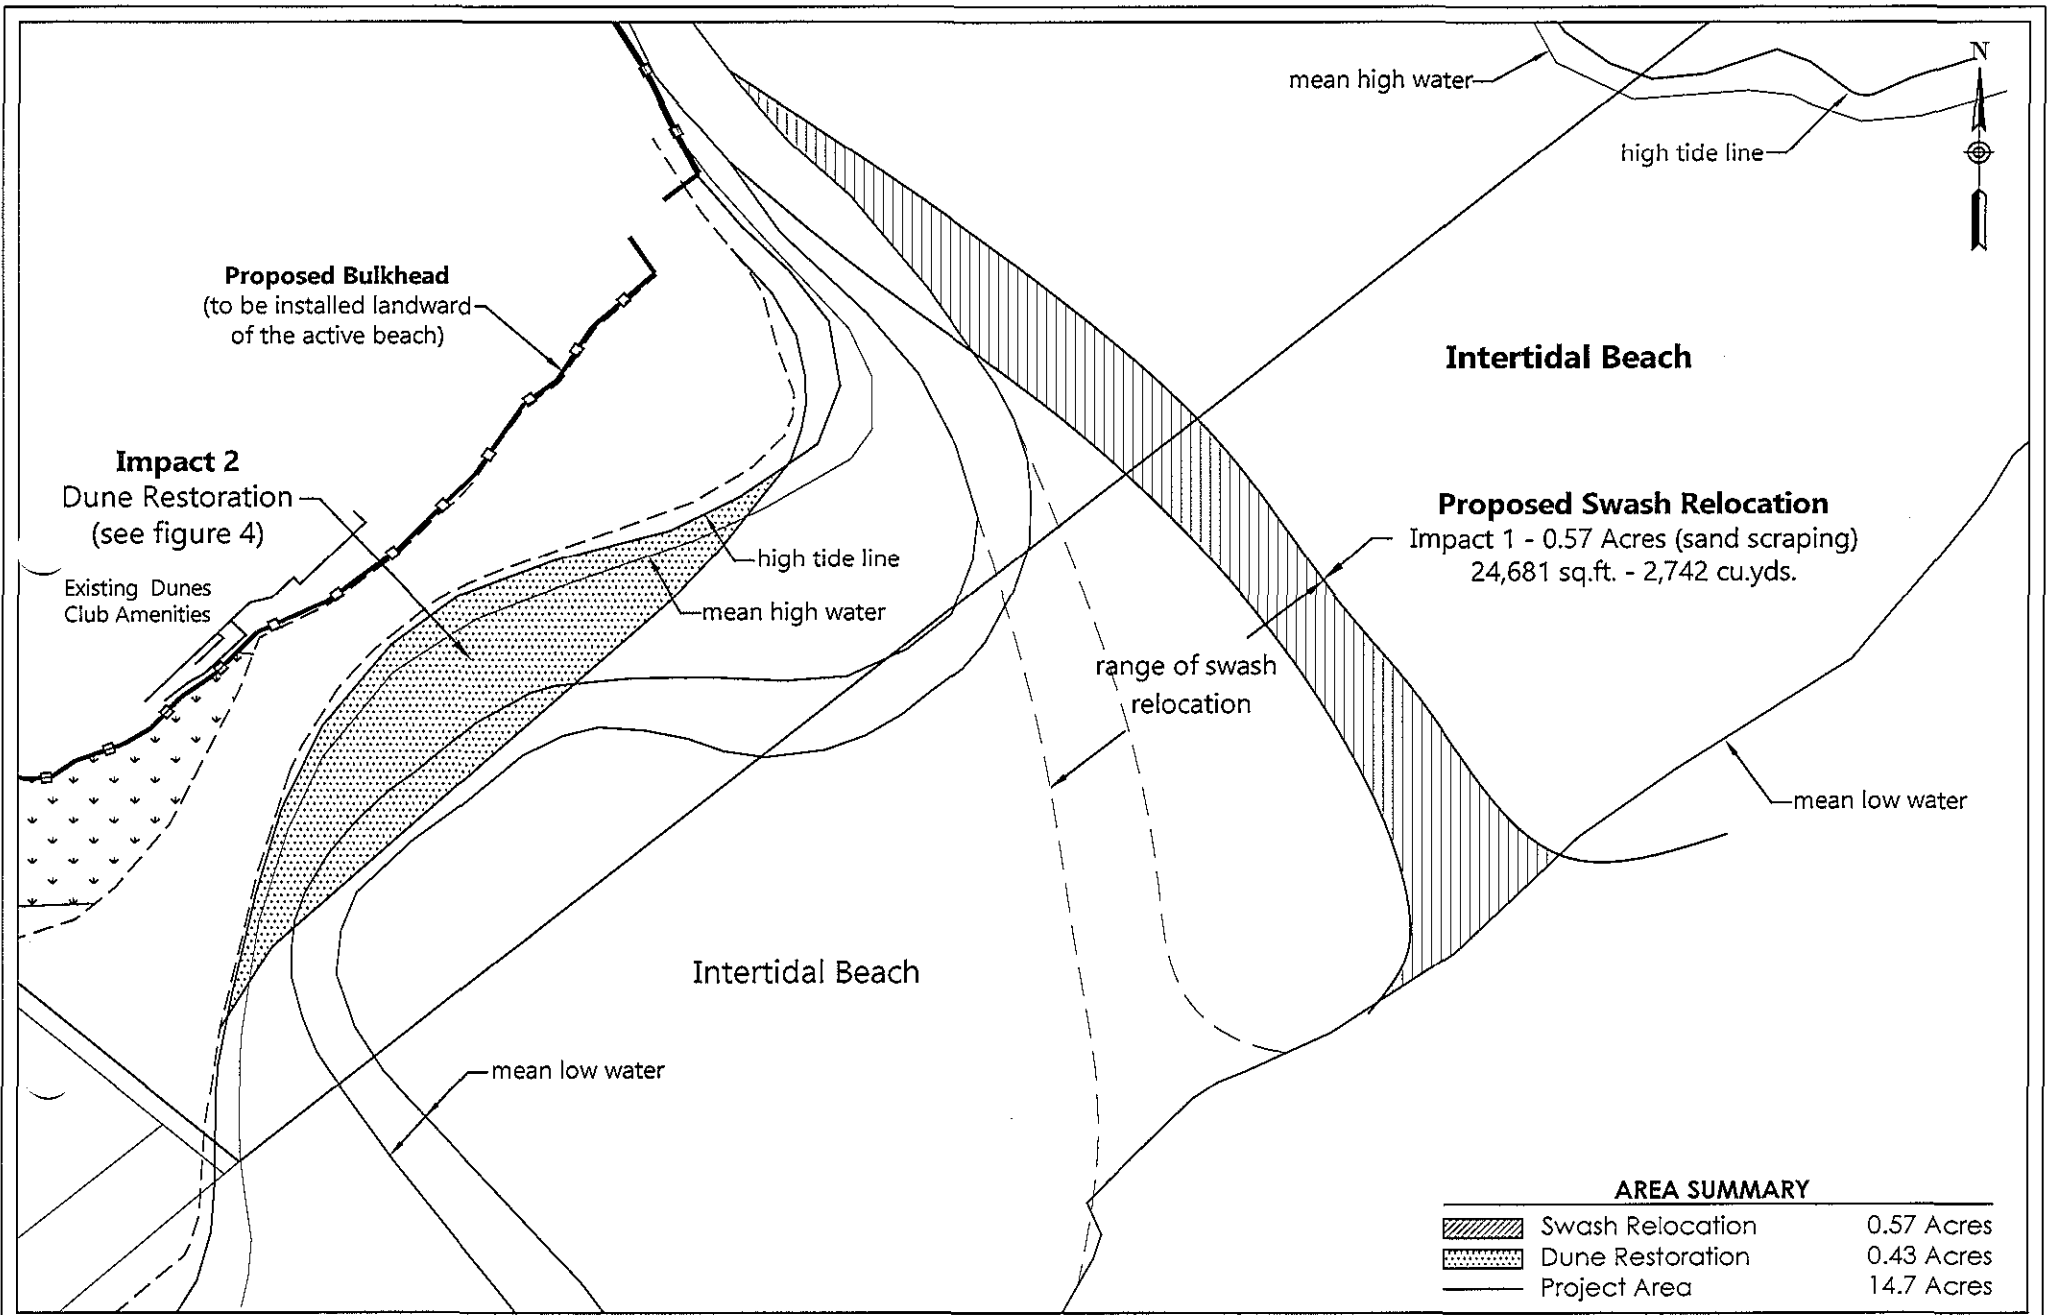 mean high water
N
high tide line
Proposed Bulkhead
(to be installed landward
of the active beach)
Intertidal Beach
Impact 2
Dune Restoration
(see figure 4)
Proposed Swash Relocation
Impact 1 - 0.57 Acres (sand scraping)
24,681 sq.ft. - 2,742 cu.yds.
high tide line
Existing Dunes
Club Amenities
mean high water
range of swash
relocation
mean low water
Intertidal Beach
mean low water
AREA SUMMARY
Swash Relocation 0.57 Acres
Dune Restoration 0.43 Acres
Project Area 14.7 Acres